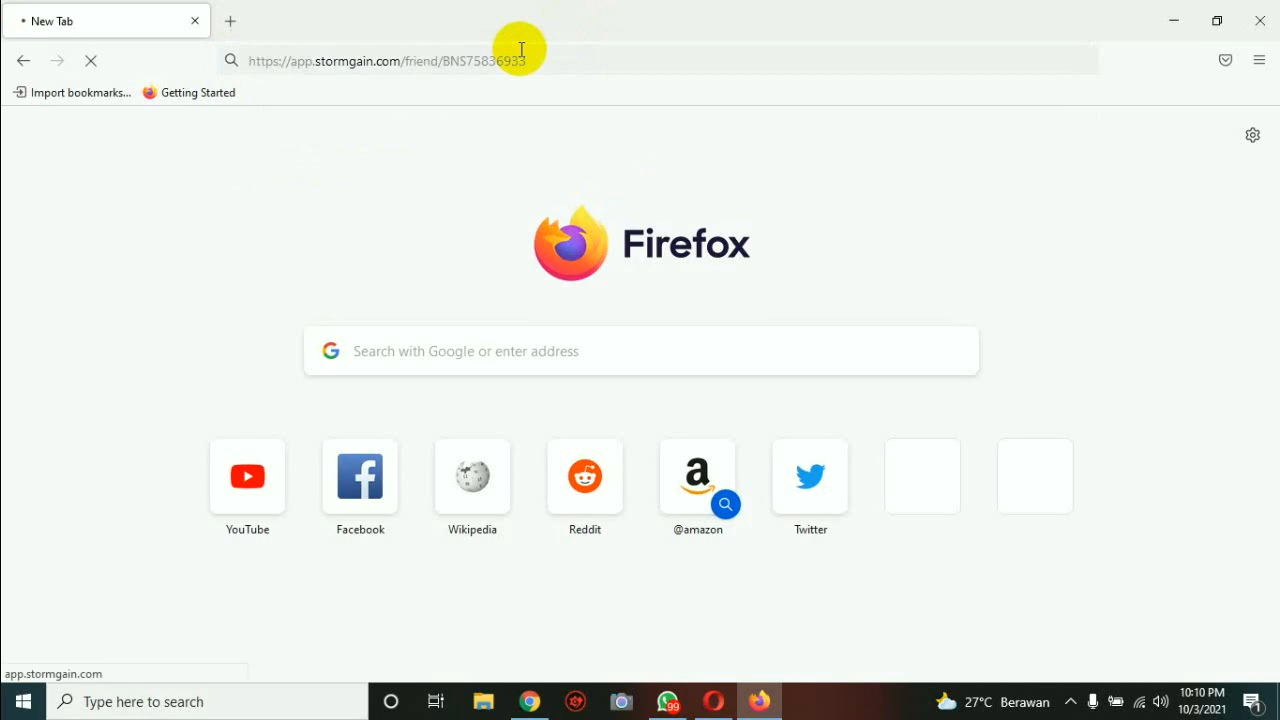 New Tab
https://app.stormgain.com/friend/BNS75836933
Import bookmarks...
Getting Started
Firefox
Search with Google or enter address
YouTube
Facebook
Wikipedia
Reddit
@amazon
Twitter
app.stormgain.com
Type here to search
99
27°C Berawan
10:10 PM
10/3/2021
1